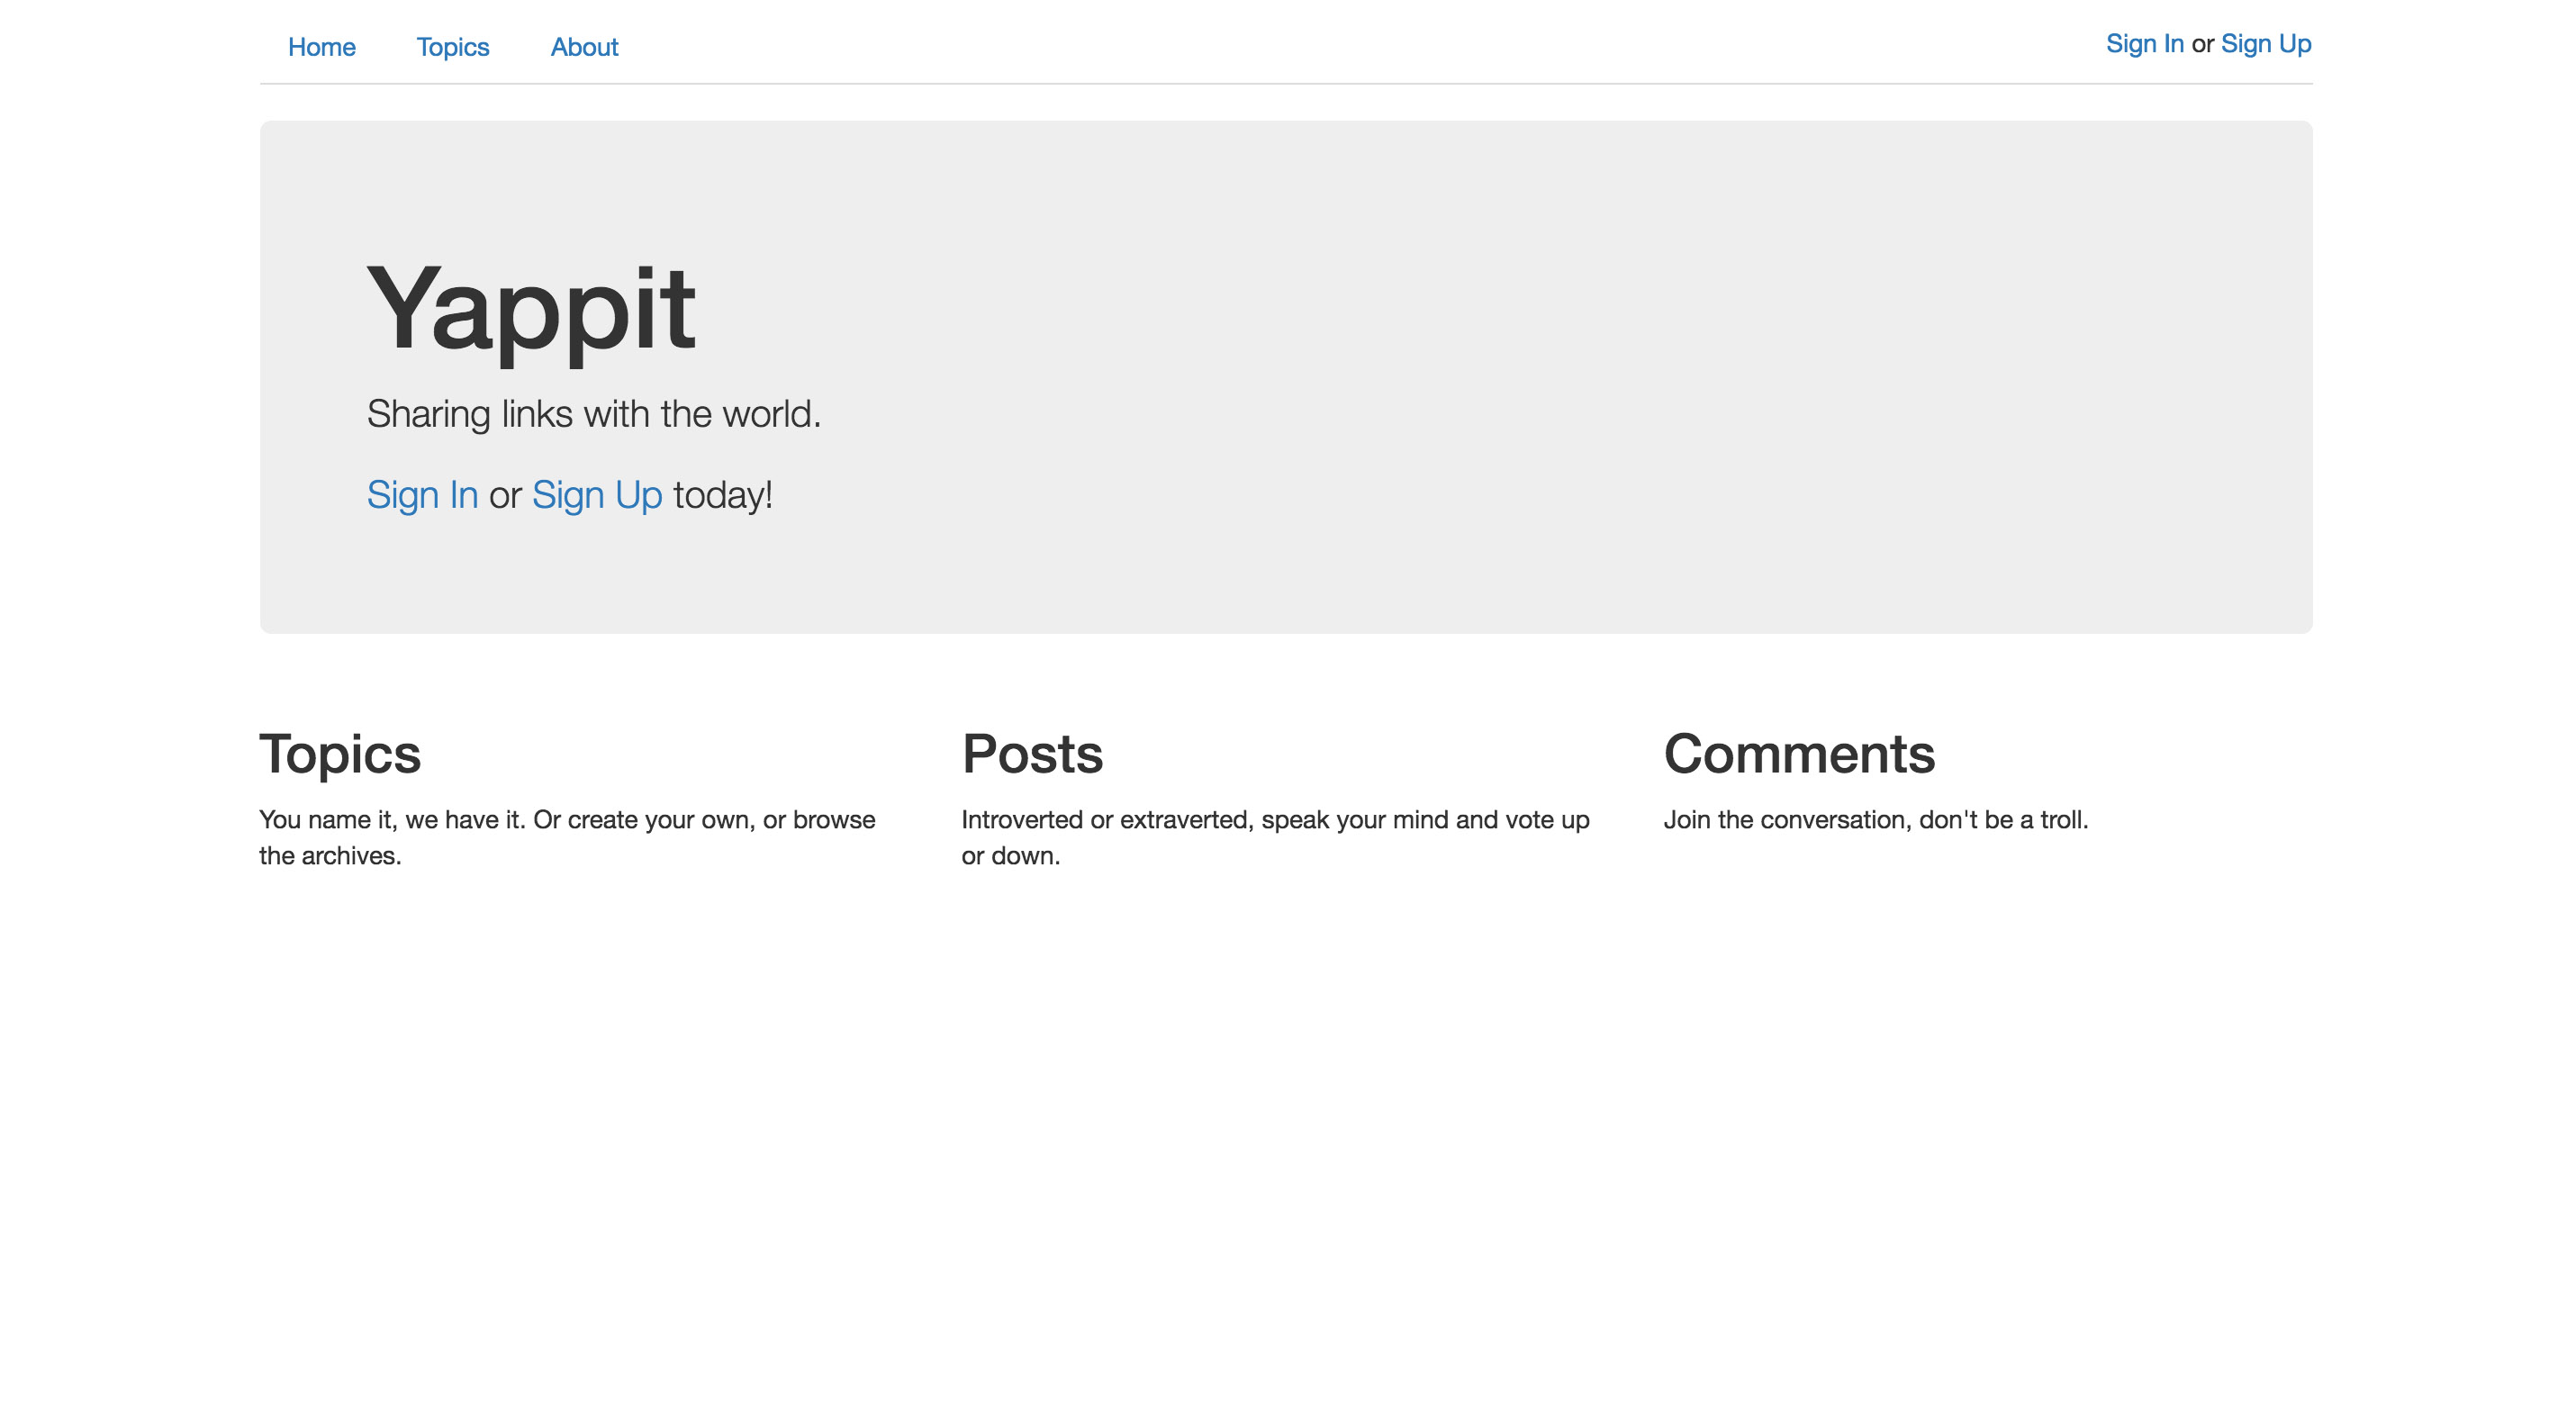 Home Topics About Sign In or Sign Up
Yappit
Sharing links with the world.
Sign In or Sign Up today!
Topics
You name it, we have it. Or create your own, or browse
the archives.
Posts
Introverted or extraverted, speak your mind and vote up
or down.
Comments
Join the conversation, don't be a troll.